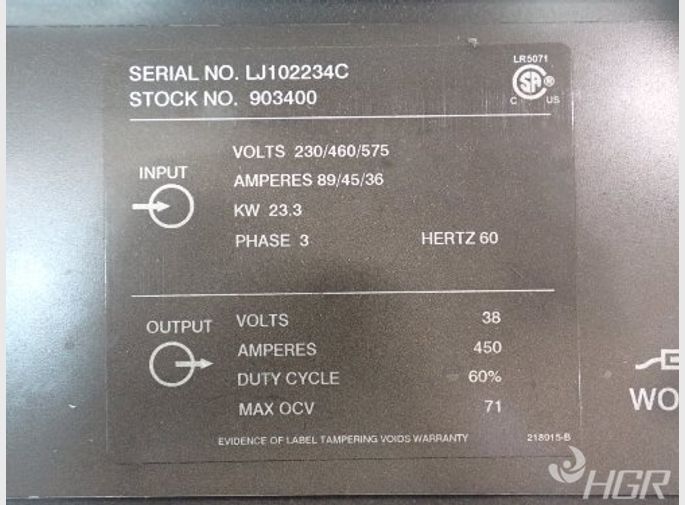 LR5071
SERIAL NO. LJ102234C
SA ®
STOCK NO. 903400
C US
VOLTS 230/460/575
INPUT
AMPERES 89/45/36
KW 23.3
PHASE 3 HERTZ 60
OUTPUT
VOLTS 38
AMPERES 450
DUTY CYCLE 60%
WO
MAX OCV 71
EVIDENCE OF LABEL TAMPERING VOIDS WARRANTY 218015-B
HGR